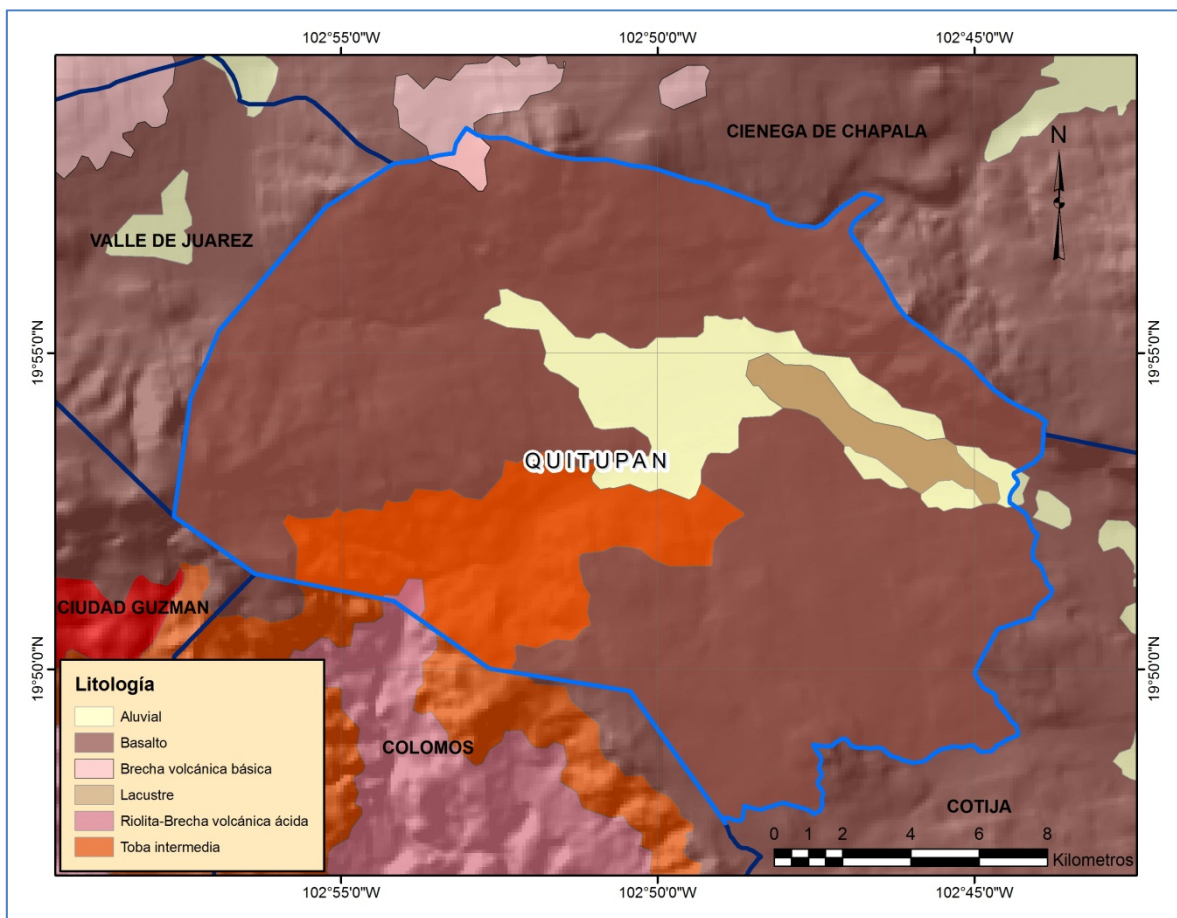 102°55'0"W
102°50'0"W
102°45'0"W
CIENEGA DE CHAPALA
N
VALLE DE JUAREZ
19°55'0"N
19°55'0"N
QUITUPAN
CIUDAD GUZMAN
19°50'0"N
19°50'0"N
Litología
Aluvial
Basalto
Brecha volcánica básica
Lacustre
Riolita-Brecha volcánica ácida
Toba intermedia
COLOMOS
COTIJA
0 1 2 4 6 8
Kilometros
102°55'0"W
102°50'0"W
102°45'0"W